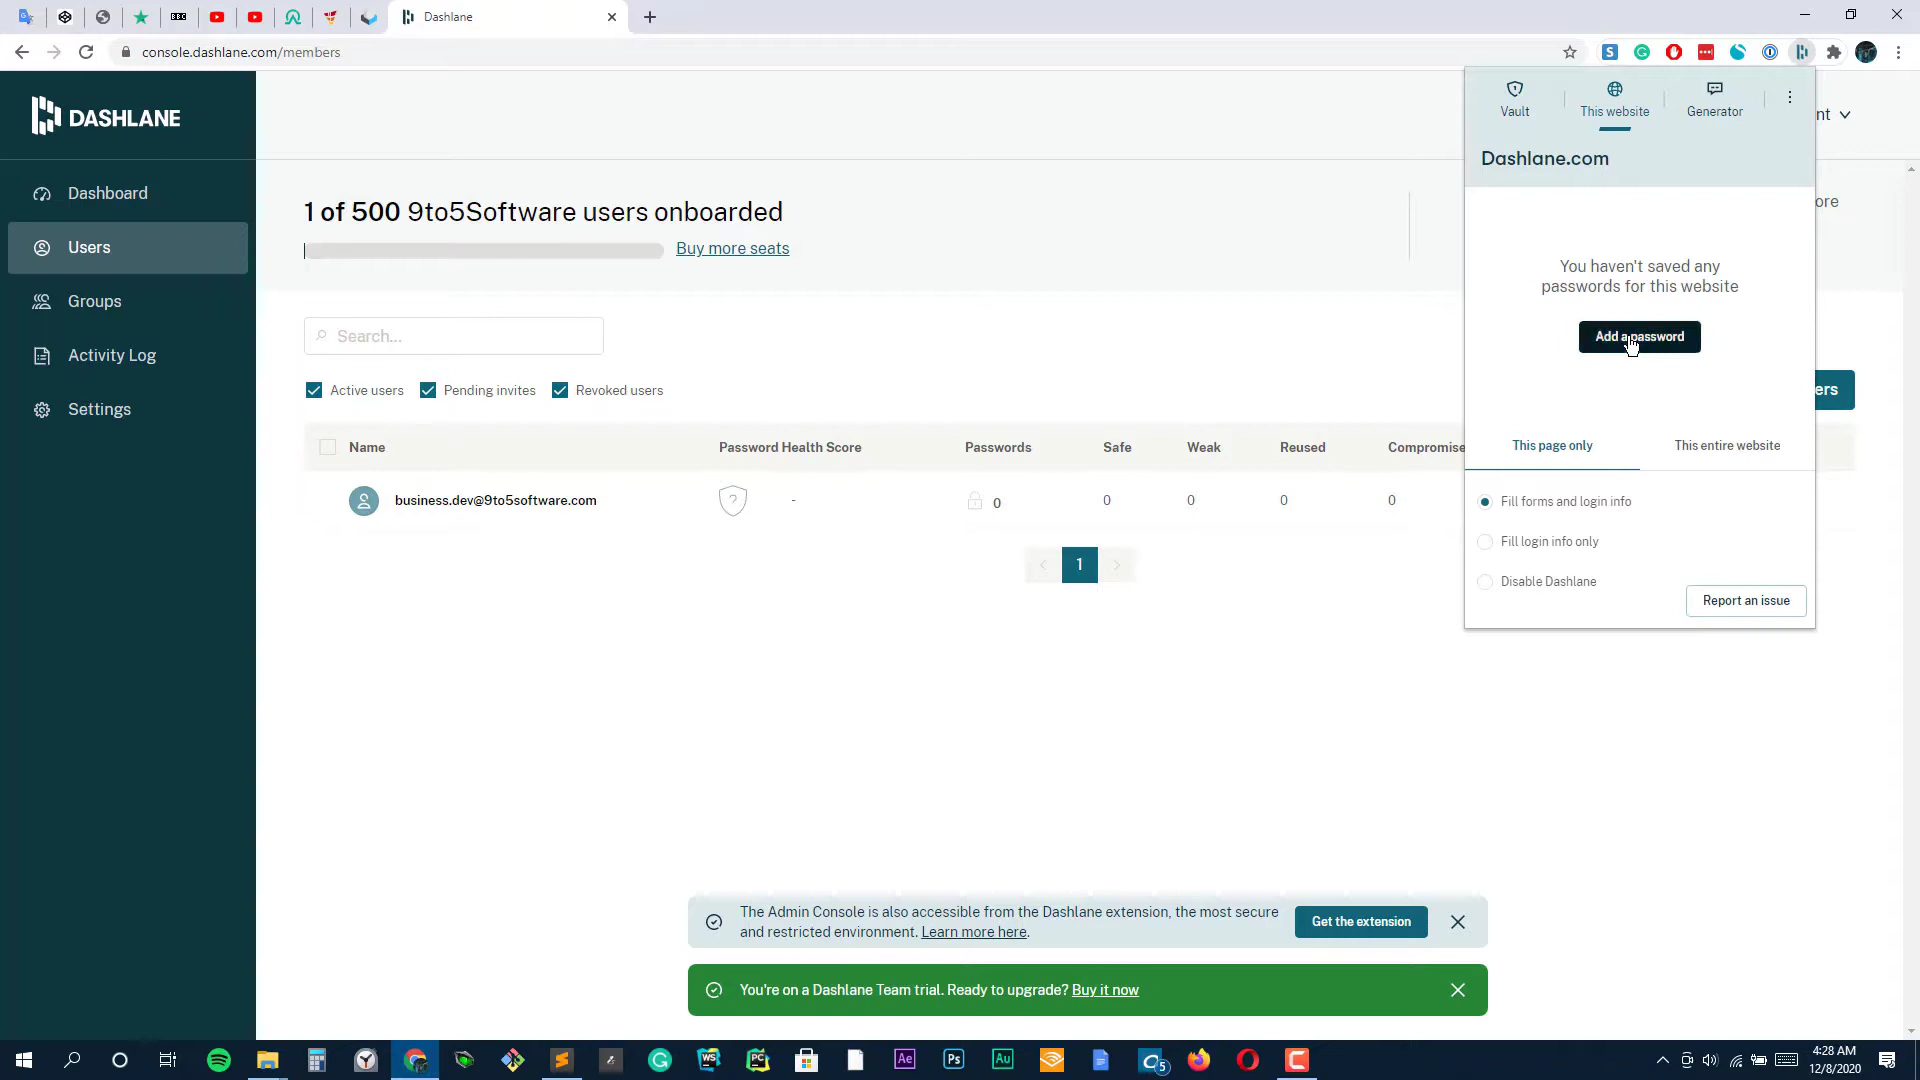 Dashlane
console.dashlane.com/members
DASHLANE
Dashboard
Users
Groups
Activity Log
Settings
1 of 500 9to5Software users onboarded
Buy more seats
Search...
Active users
Pending invites
Revoked users
Name
Password Health Score
Passwords
Safe
Weak
Reused
Compromise
business.dev@9to5software.com
-
0
0
0
0
0
1
nt
ore
ers
Vault
This website
Generator
Dashlane.com
You haven't saved any
passwords for this website
Add a password
This page only
This entire website
Fill forms and login info
Fill login info only
Disable Dashlane
Report an issue
The Admin Console is also accessible from the Dashlane extension, the most secure
and restricted environment. Learn more here.
Get the extension
You're on a Dashlane Team trial. Ready to upgrade? Buy it now
4:28 AM
12/8/2020